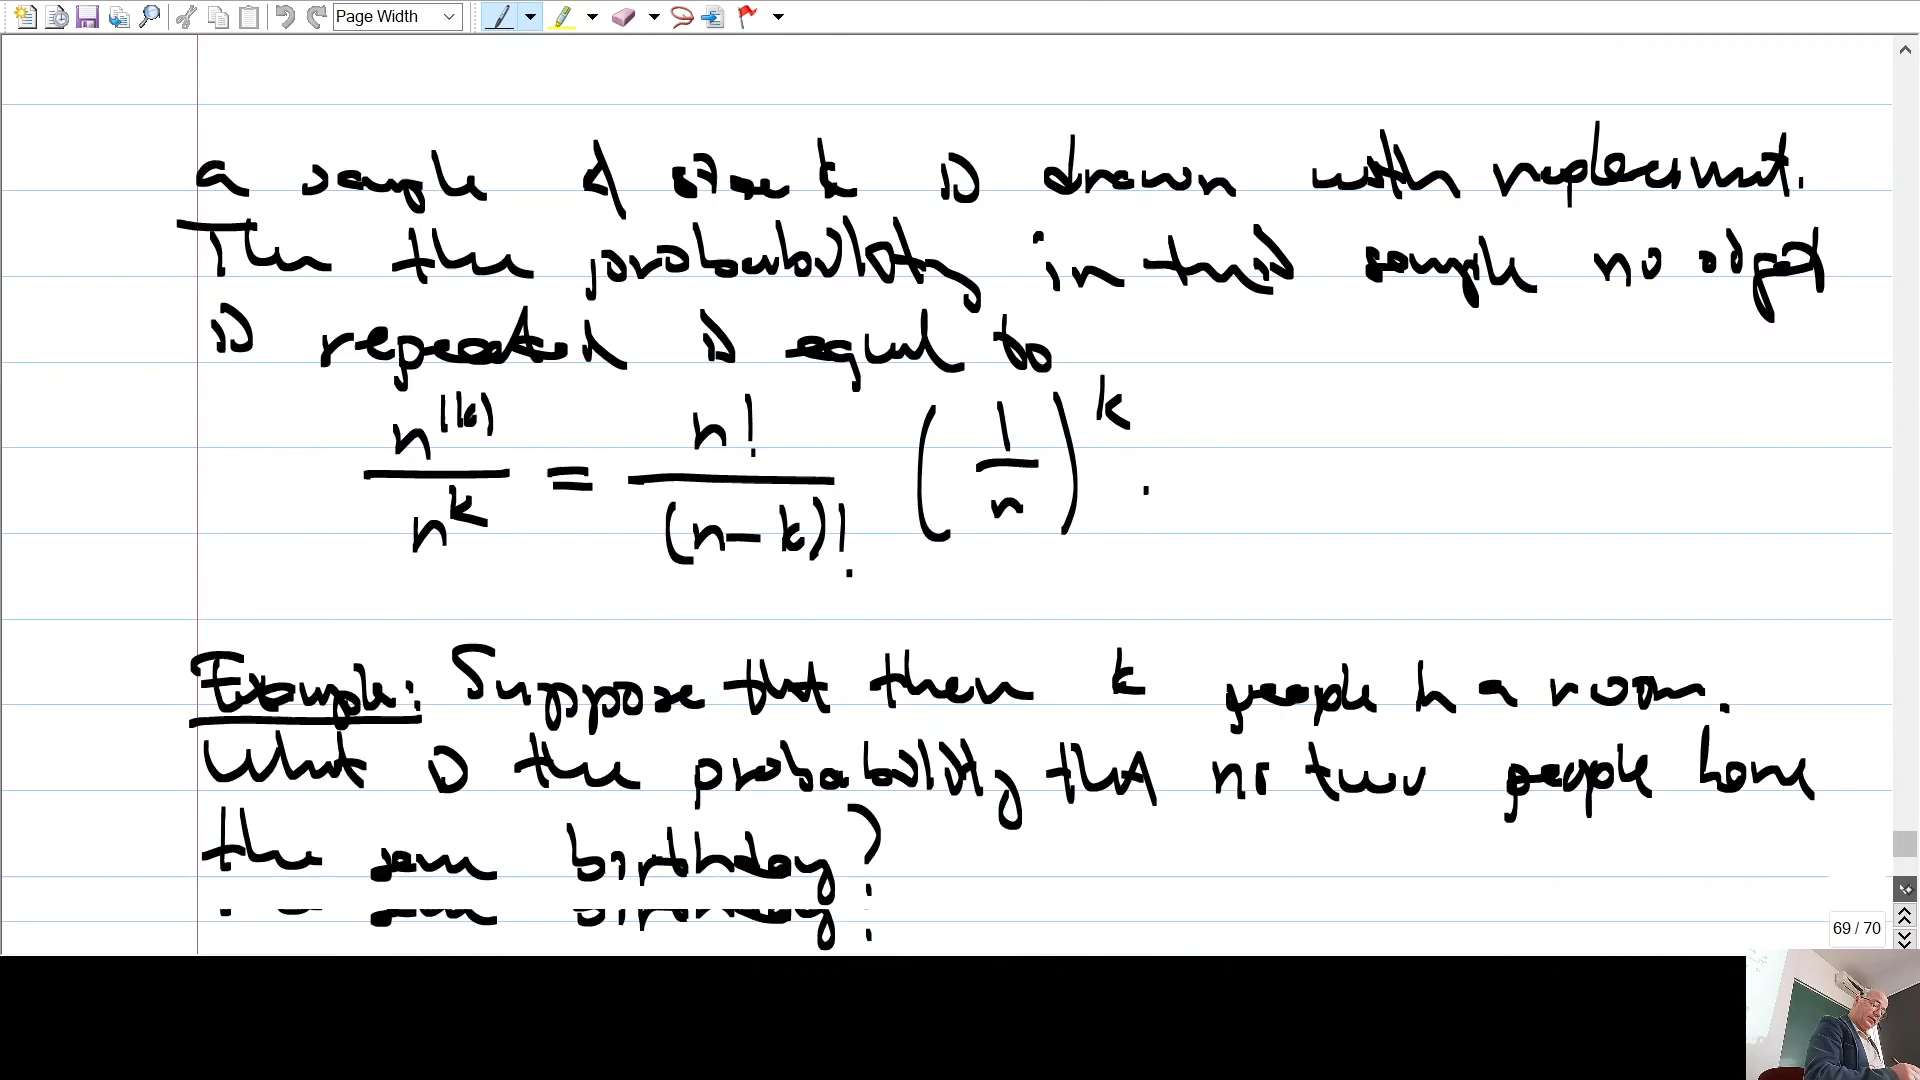 Page Width
a sample of size k is drawn with replacement.
Then the probability in this sample no object
is repeated is equal to
n^(k) / n^k = n! / (n-k)! (1/n)^k .
Example: Suppose that then k people in a room.
What is the probability that no two people have
the same birthday?
69 / 70